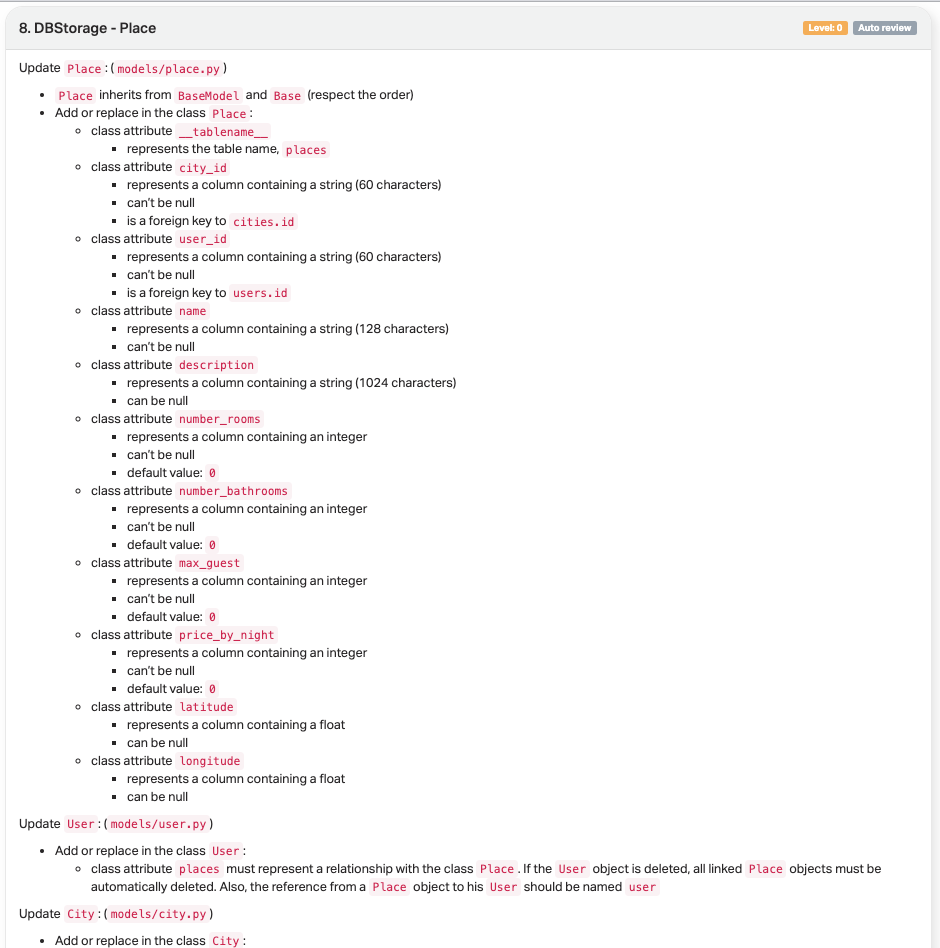 8. DBStorage - Place
Level: 0
Auto review
Update Place : ( models/place.py )
Place inherits from BaseModel and Base (respect the order)
Add or replace in the class Place :
class attribute __tablename__
represents the table name, places
class attribute city_id
represents a column containing a string (60 characters)
can't be null
is a foreign key to cities.id
class attribute user_id
represents a column containing a string (60 characters)
can't be null
is a foreign key to users.id
class attribute name
represents a column containing a string (128 characters)
can't be null
class attribute description
represents a column containing a string (1024 characters)
can be null
class attribute number_rooms
represents a column containing an integer
can't be null
default value: 0
class attribute number_bathrooms
represents a column containing an integer
can't be null
default value: 0
class attribute max_guest
represents a column containing an integer
can't be null
default value: 0
class attribute price_by_night
represents a column containing an integer
can't be null
default value: 0
class attribute latitude
represents a column containing a float
can be null
class attribute longitude
represents a column containing a float
can be null
Update User : ( models/user.py )
Add or replace in the class User :
class attribute places must represent a relationship with the class Place . If the User object is deleted, all linked Place objects must be
automatically deleted. Also, the reference from a Place object to his User should be named user
Update City : ( models/city.py )
Add or replace in the class City :